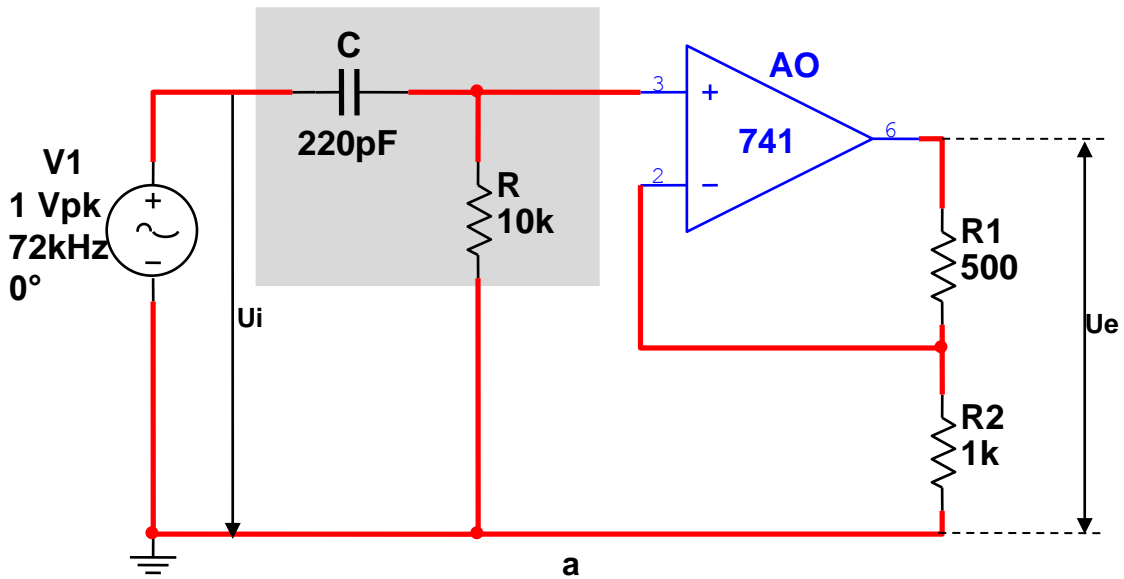 C
220pF
V1
1 Vpk
72kHz
0°
+
−
Ui
R
10k
AO
741
3
+
2
−
6
R1
500
Ue
R2
1k
a